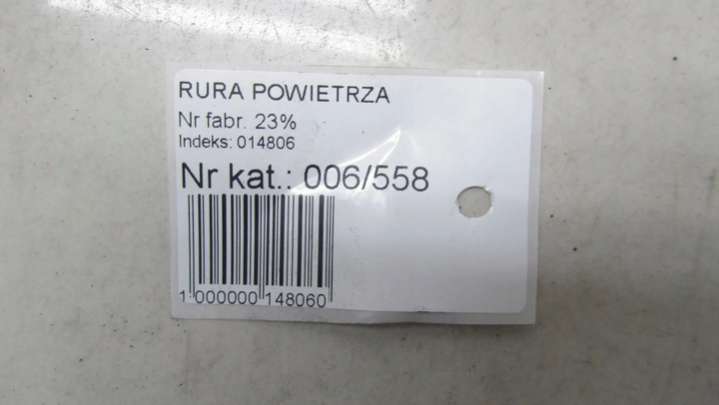 RURA POWIETRZA
Nr fabr. 23%
Indeks: 014806
Nr kat.: 006/558
1 000000 148060